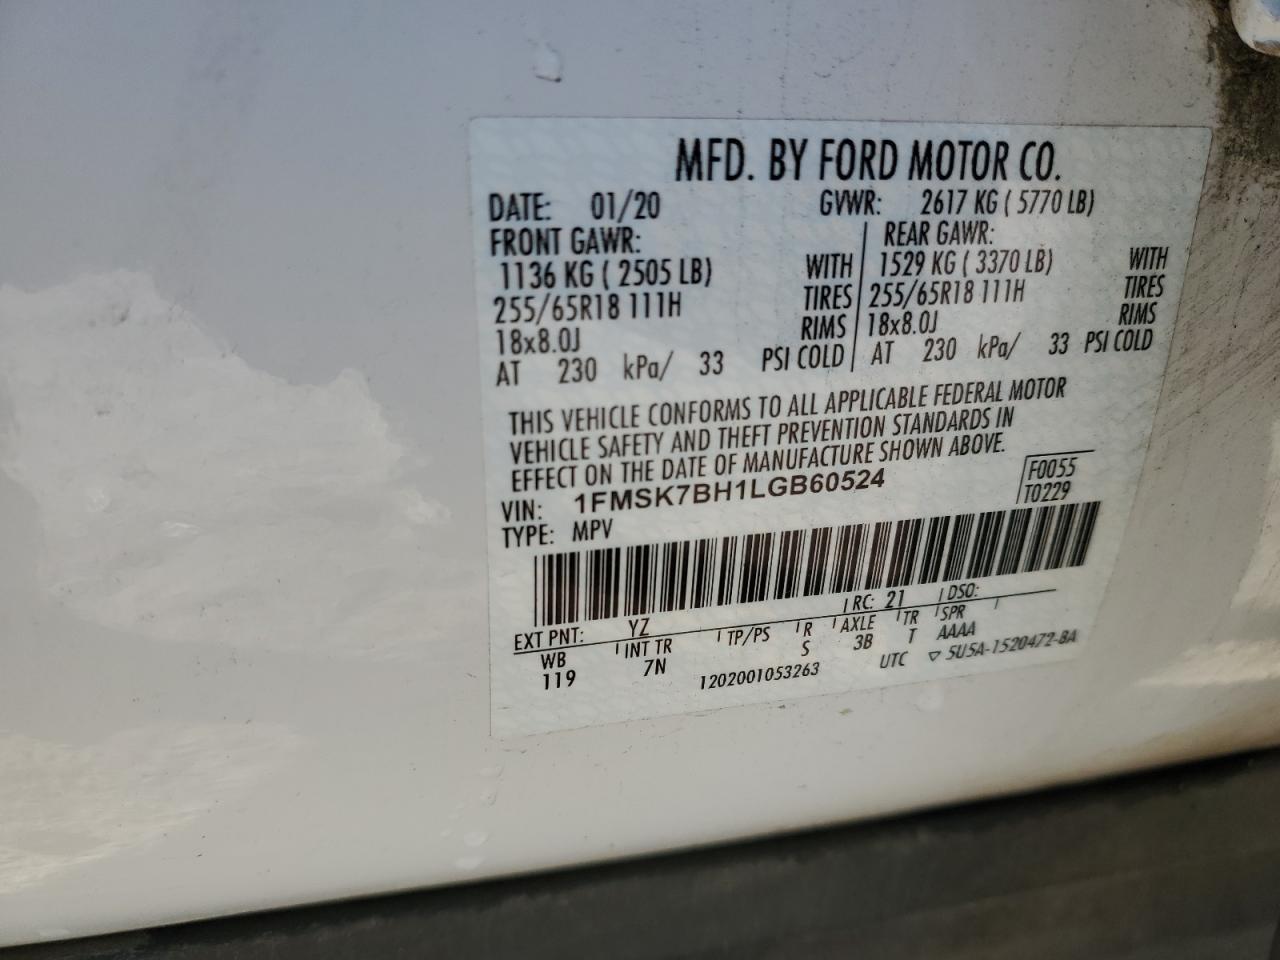 MFD. BY FORD MOTOR CO.
DATE: 01/20 GVWR: 2617 KG ( 5770 LB)
FRONT GAWR: REAR GAWR:
1136 KG ( 2505 LB) WITH 1529 KG ( 3370 LB) WITH
255/65R18 111H TIRES 255/65R18 111H TIRES
18x8.0J RIMS 18x8.0J RIMS
AT 230 kPa/ 33 PSI COLD AT 230 kPa/ 33 PSI COLD
THIS VEHICLE CONFORMS TO ALL APPLICABLE FEDERAL MOTOR
VEHICLE SAFETY AND THEFT PREVENTION STANDARDS IN
EFFECT ON THE DATE OF MANUFACTURE SHOWN ABOVE.
VIN: 1FMSK7BH1LGB60524 F0055
TYPE: MPV T0229
EXT PNT: YZ RC: 21 DSO:
WB INT TR TP/PS R AXLE TR SPR
119 7N S 3B T AAAA
1202001053263 UTC ▽ 5U5A-1520472-BA